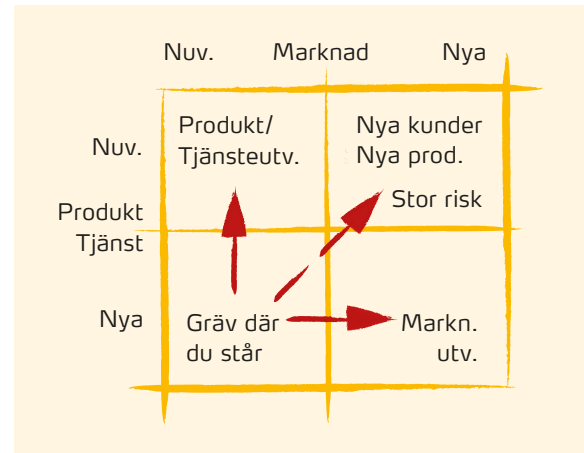 Nuv. Marknad Nya
Nuv.
Produkt/
Tjänsteutv.
Nya kunder
Nya prod.
Stor risk
Produkt
Tjänst
Nya
Gräv där
du står
Markn.
utv.